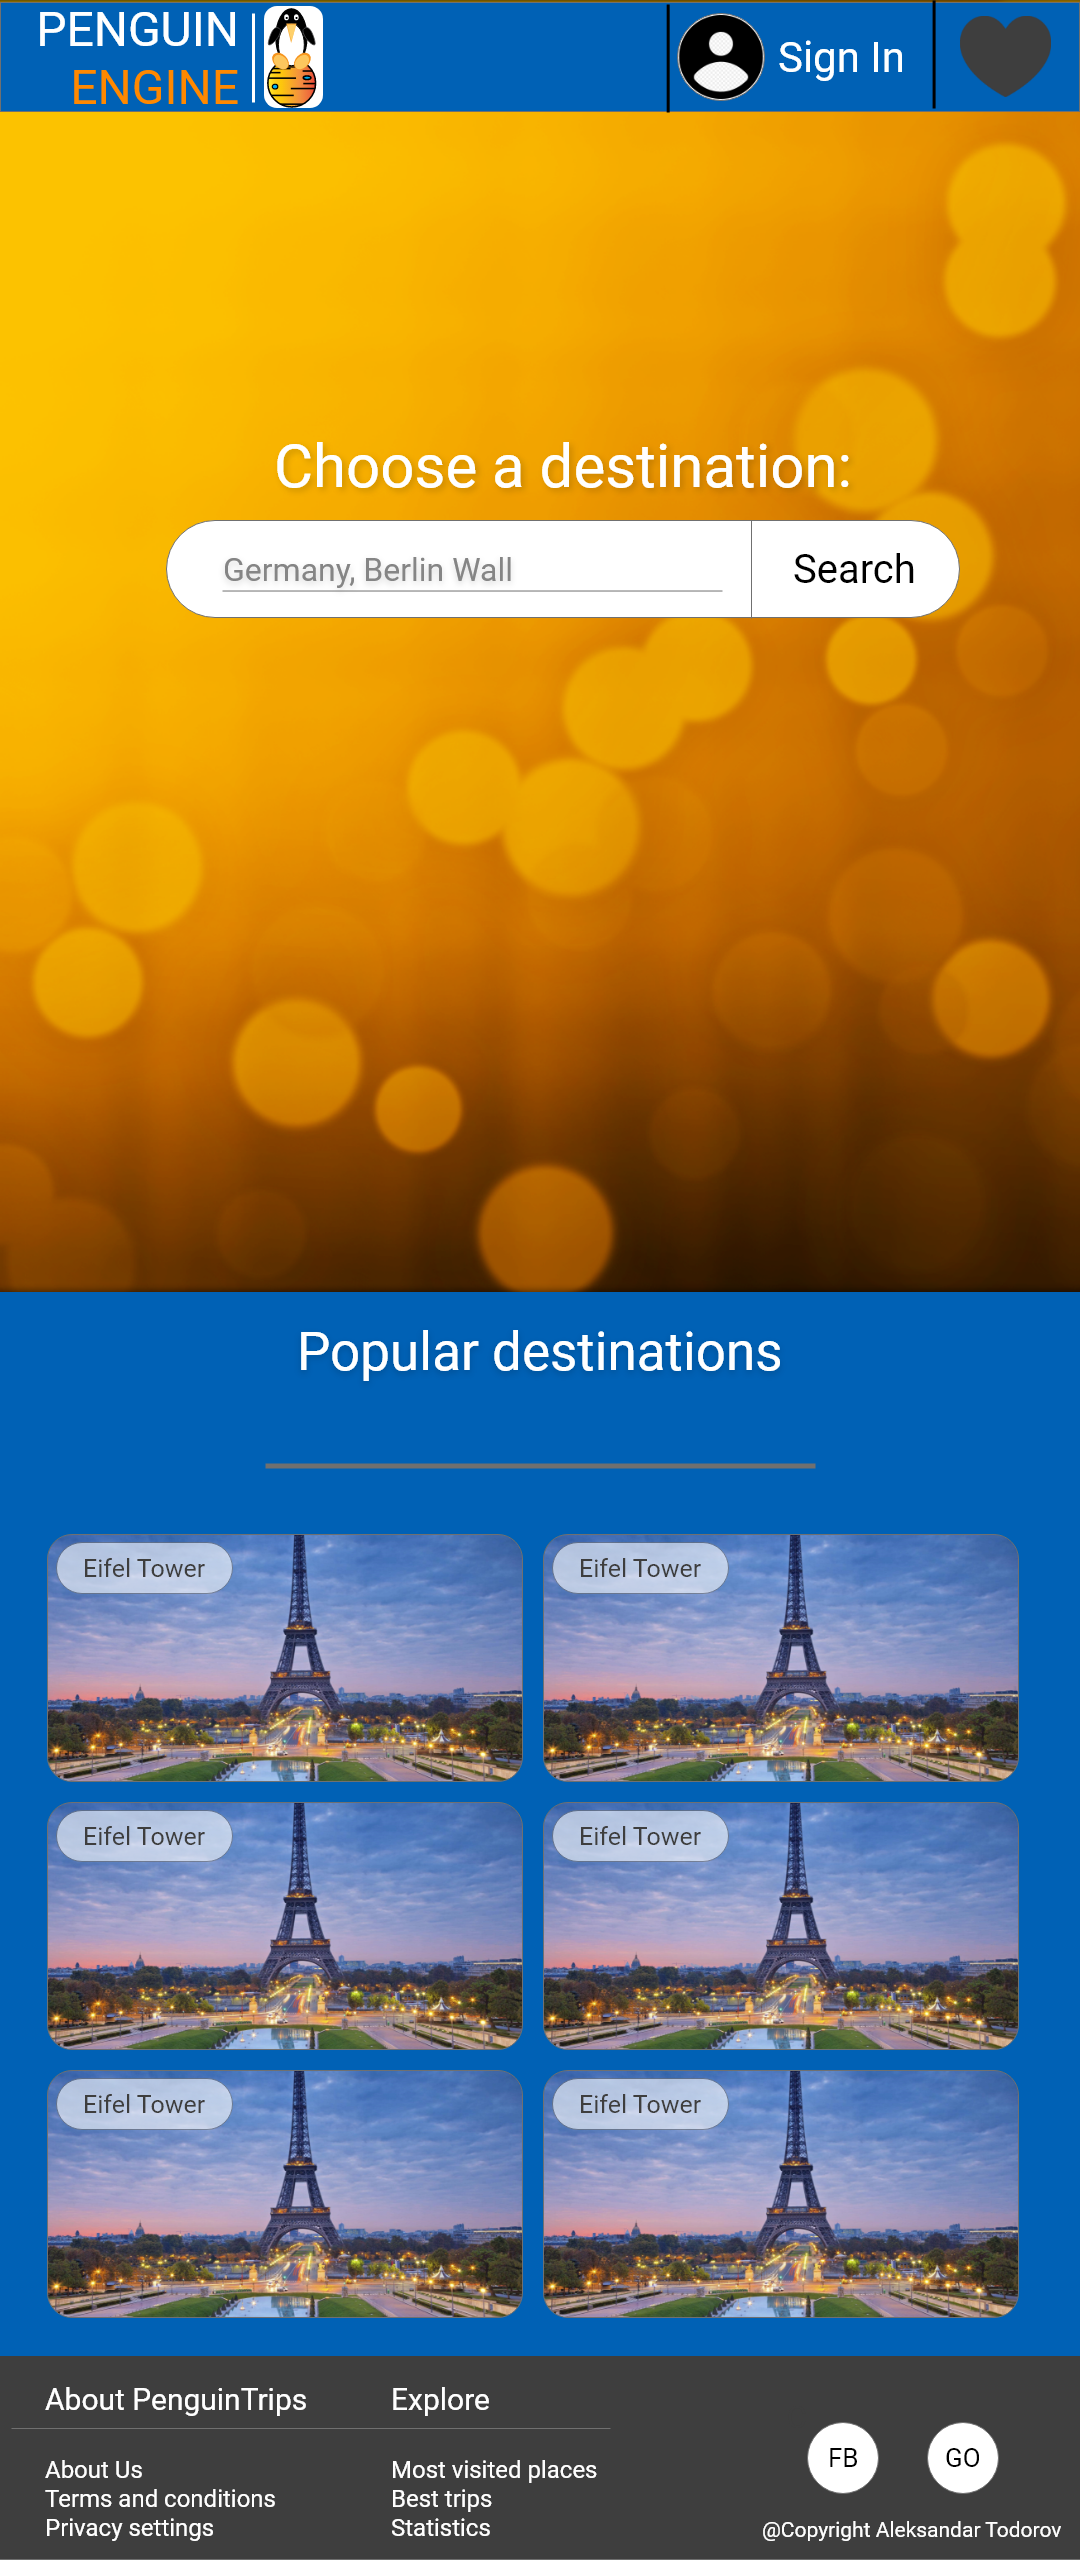 PENGUIN
ENGINE
Sign In
Choose a destination:
Germany, Berlin Wall
Search
Popular destinations
Eifel Tower
Eifel Tower
Eifel Tower
Eifel Tower
Eifel Tower
Eifel Tower
About PenguinTrips
Explore
About Us
Terms and conditions
Privacy settings
Most visited places
Best trips
Statistics
FB
GO
@Copyright Aleksandar Todorov